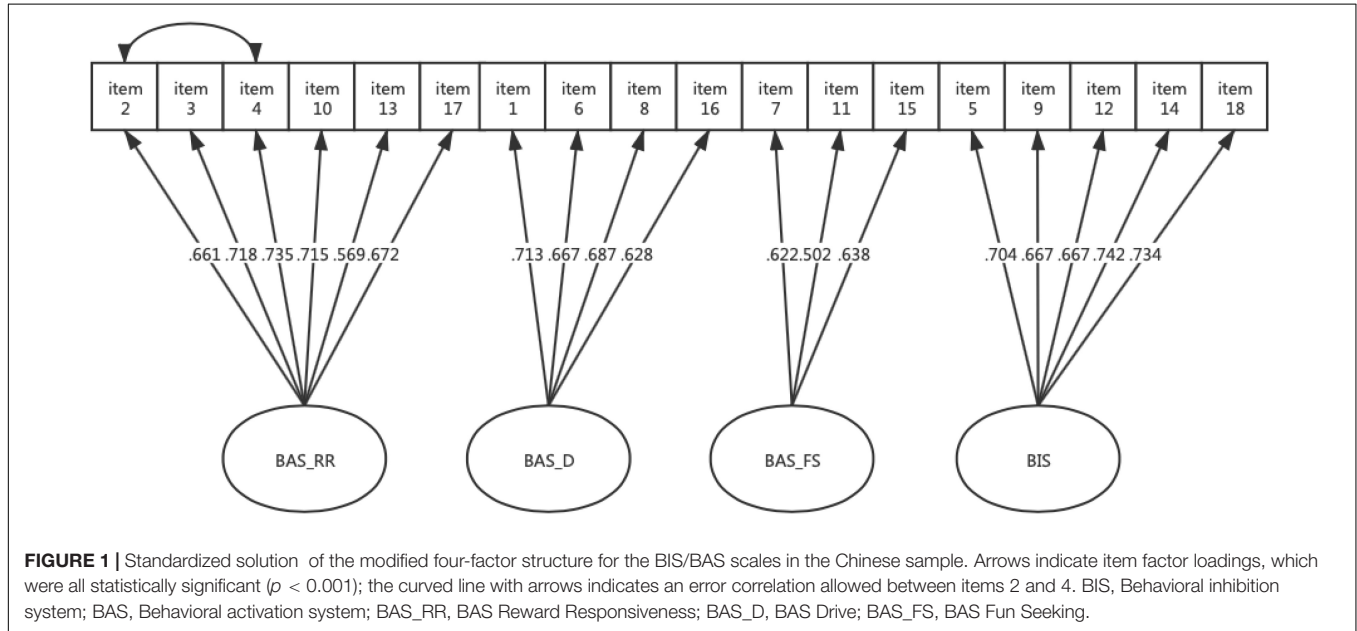 item item item item item item item item item item item item item item item item item item
2 3 4 10 13 17 1 6 8 16 7 11 15 5 9 12 14 18
.661 .718 .735 .715 .569 .672 .713 .667 .687 .628 .622 .502 .638 .704 .667 .667 .742 .734
BAS_RR BAS_D BAS_FS BIS
FIGURE 1 | Standardized solution of the modified four-factor structure for the BIS/BAS scales in the Chinese sample. Arrows indicate item factor loadings, which
were all statistically significant (p < 0.001); the curved line with arrows indicates an error correlation allowed between items 2 and 4. BIS, Behavioral inhibition
system; BAS, Behavioral activation system; BAS_RR, BAS Reward Responsiveness; BAS_D, BAS Drive; BAS_FS, BAS Fun Seeking.